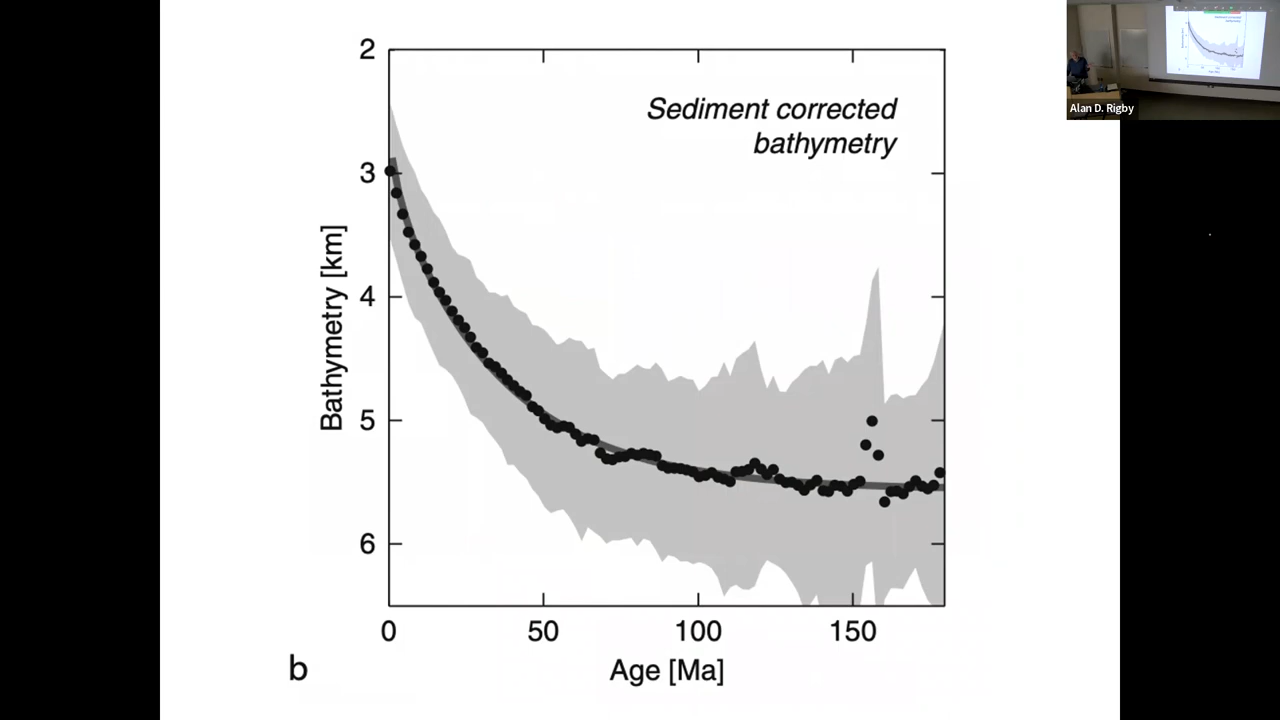 Sediment corrected
bathymetry
Bathymetry [km]
2
3
4
5
6
0 50 100 150
Age [Ma]
b
Alan D. Rigby